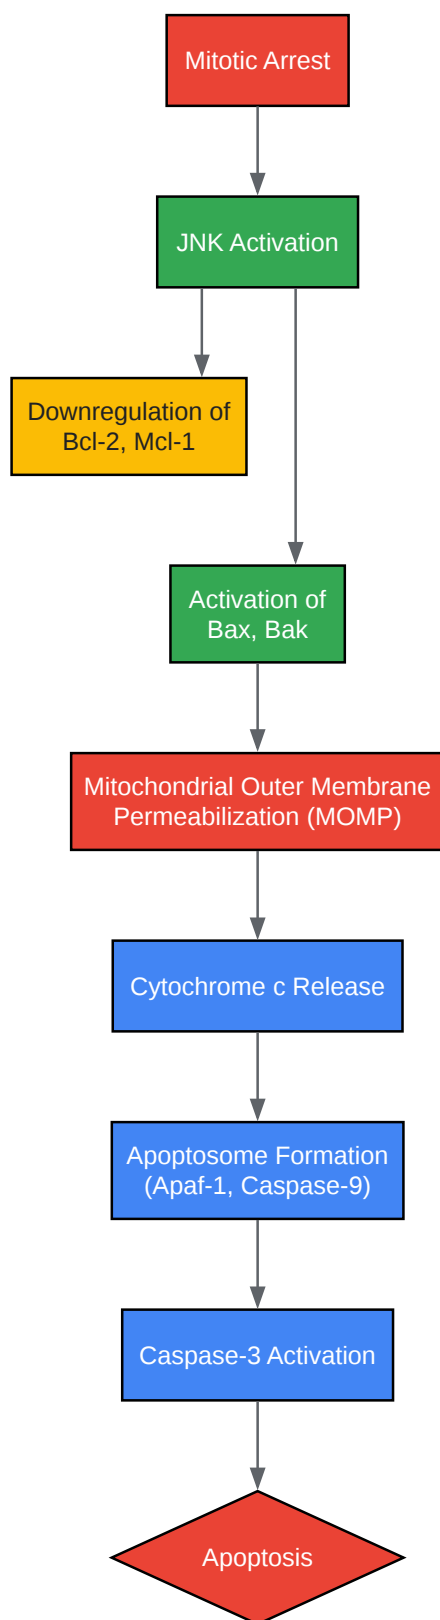 Mitotic Arrest
JNK Activation
Downregulation of
Bcl-2, Mcl-1
Activation of
Bax, Bak
Mitochondrial Outer Membrane
Permeabilization (MOMP)
Cytochrome c Release
Apoptosome Formation
(Apaf-1, Caspase-9)
Caspase-3 Activation
Apoptosis